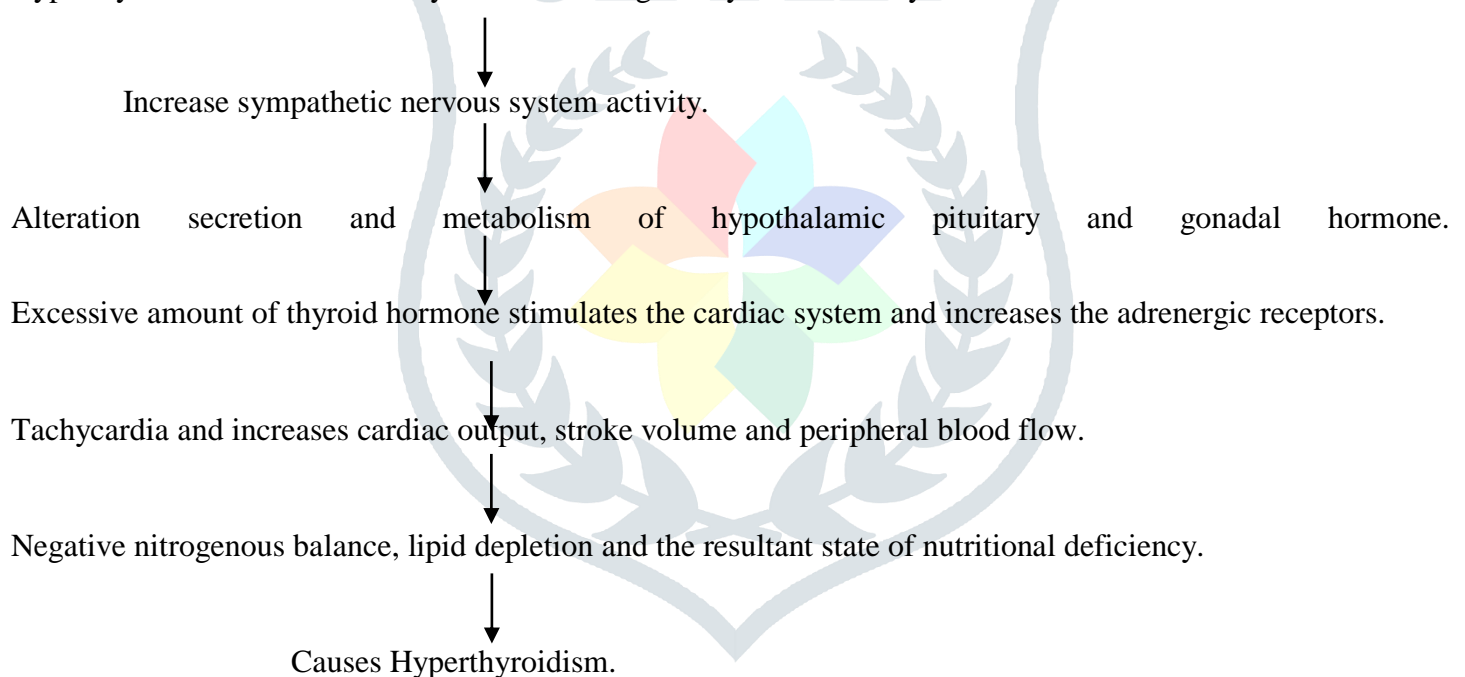 Increase sympathetic nervous system activity.
Alteration secretion and metabolism of hypothalamic pituitary and gonadal hormone.
Excessive amount of thyroid hormone stimulates the cardiac system and increases the adrenergic receptors.
Tachycardia and increases cardiac output, stroke volume and peripheral blood flow.
Negative nitrogenous balance, lipid depletion and the resultant state of nutritional deficiency.
Causes Hyperthyroidism.